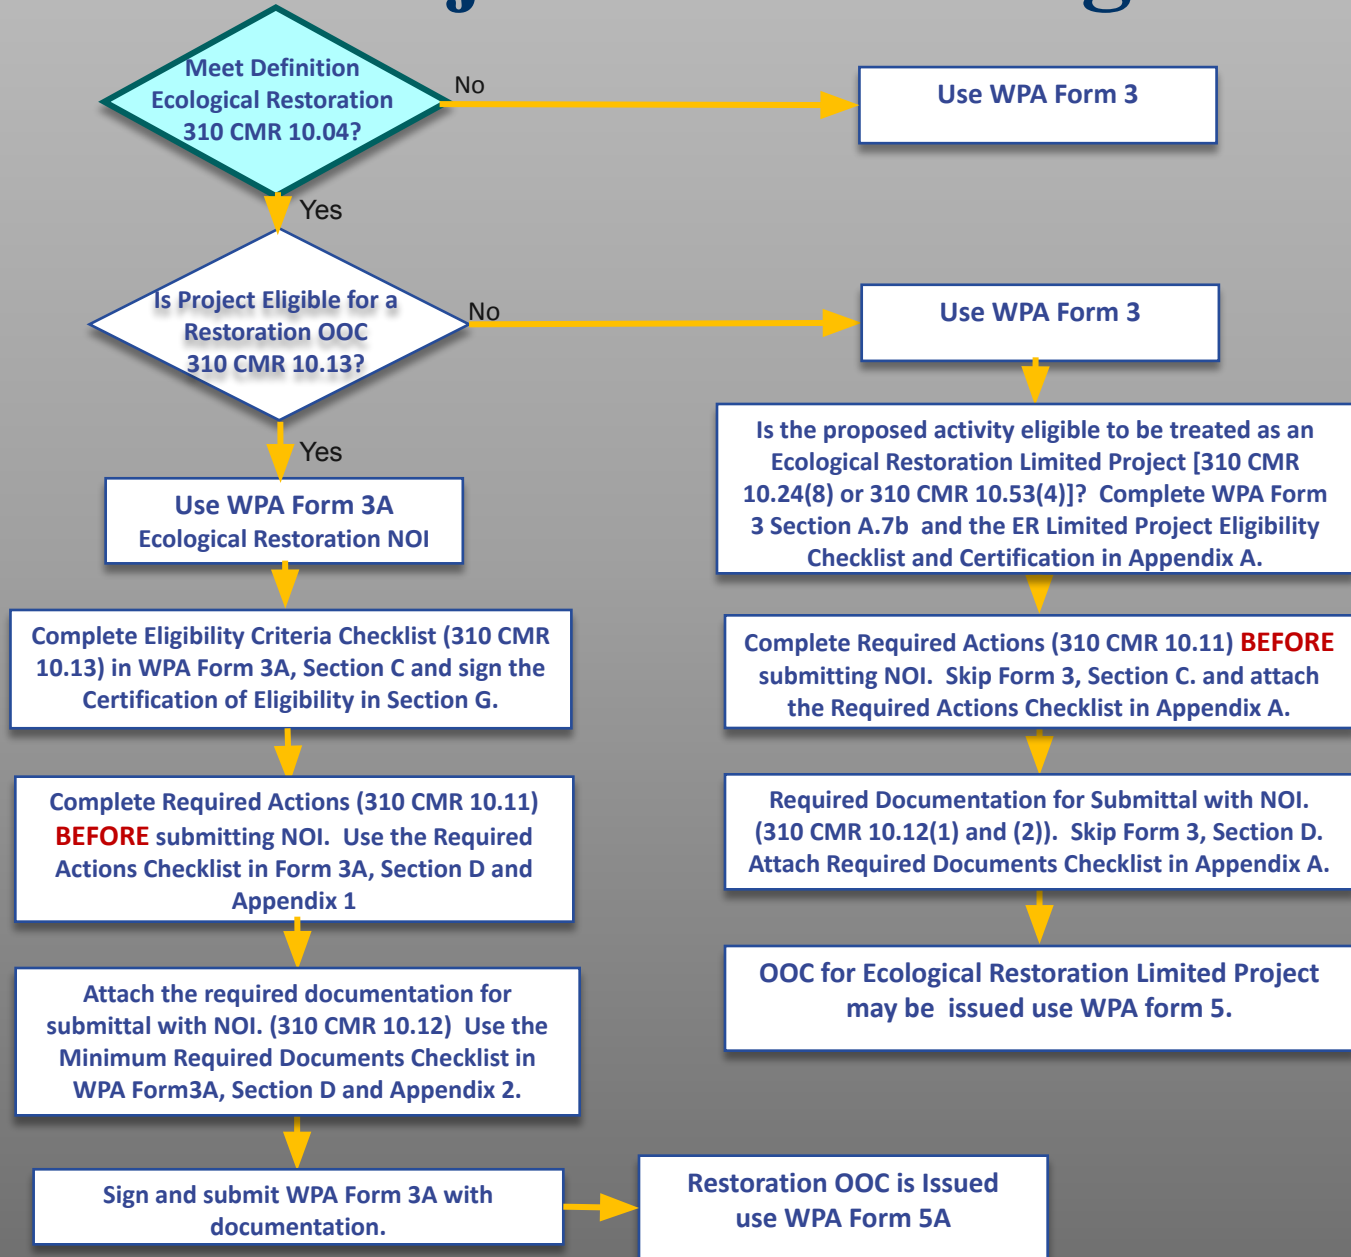 Meet Definition
Ecological Restoration
310 CMR 10.04?
No
Use WPA Form 3
Yes
Is Project Eligible for a
Restoration OOC
310 CMR 10.13?
No
Use WPA Form 3
Yes
Use WPA Form 3A
Ecological Restoration NOI
Complete Eligibility Criteria Checklist (310 CMR
10.13) in WPA Form 3A, Section C and sign the
Certification of Eligibility in Section G.
Complete Required Actions (310 CMR 10.11)
BEFORE submitting NOI.  Use the Required
Actions Checklist in Form 3A, Section D and
Appendix 1
Attach the required documentation for
submittal with NOI. (310 CMR 10.12)  Use the
Minimum Required Documents Checklist in
WPA Form3A, Section D and Appendix 2.
Sign and submit WPA Form 3A with
documentation.
Restoration OOC is Issued
use WPA Form 5A
Is the proposed activity eligible to be treated as an
Ecological Restoration Limited Project [310 CMR
10.24(8) or 310 CMR 10.53(4)]?  Complete WPA Form
3 Section A.7b  and the ER Limited Project Eligibility
Checklist and Certification in Appendix A.
Complete Required Actions (310 CMR 10.11) BEFORE
submitting NOI.  Skip Form 3, Section C. and attach
the Required Actions Checklist in Appendix A.
Required Documentation for Submittal with NOI.
(310 CMR 10.12(1) and (2)).  Skip Form 3, Section D.
Attach Required Documents Checklist in Appendix A.
OOC for Ecological Restoration Limited Project
may be  issued use WPA form 5.